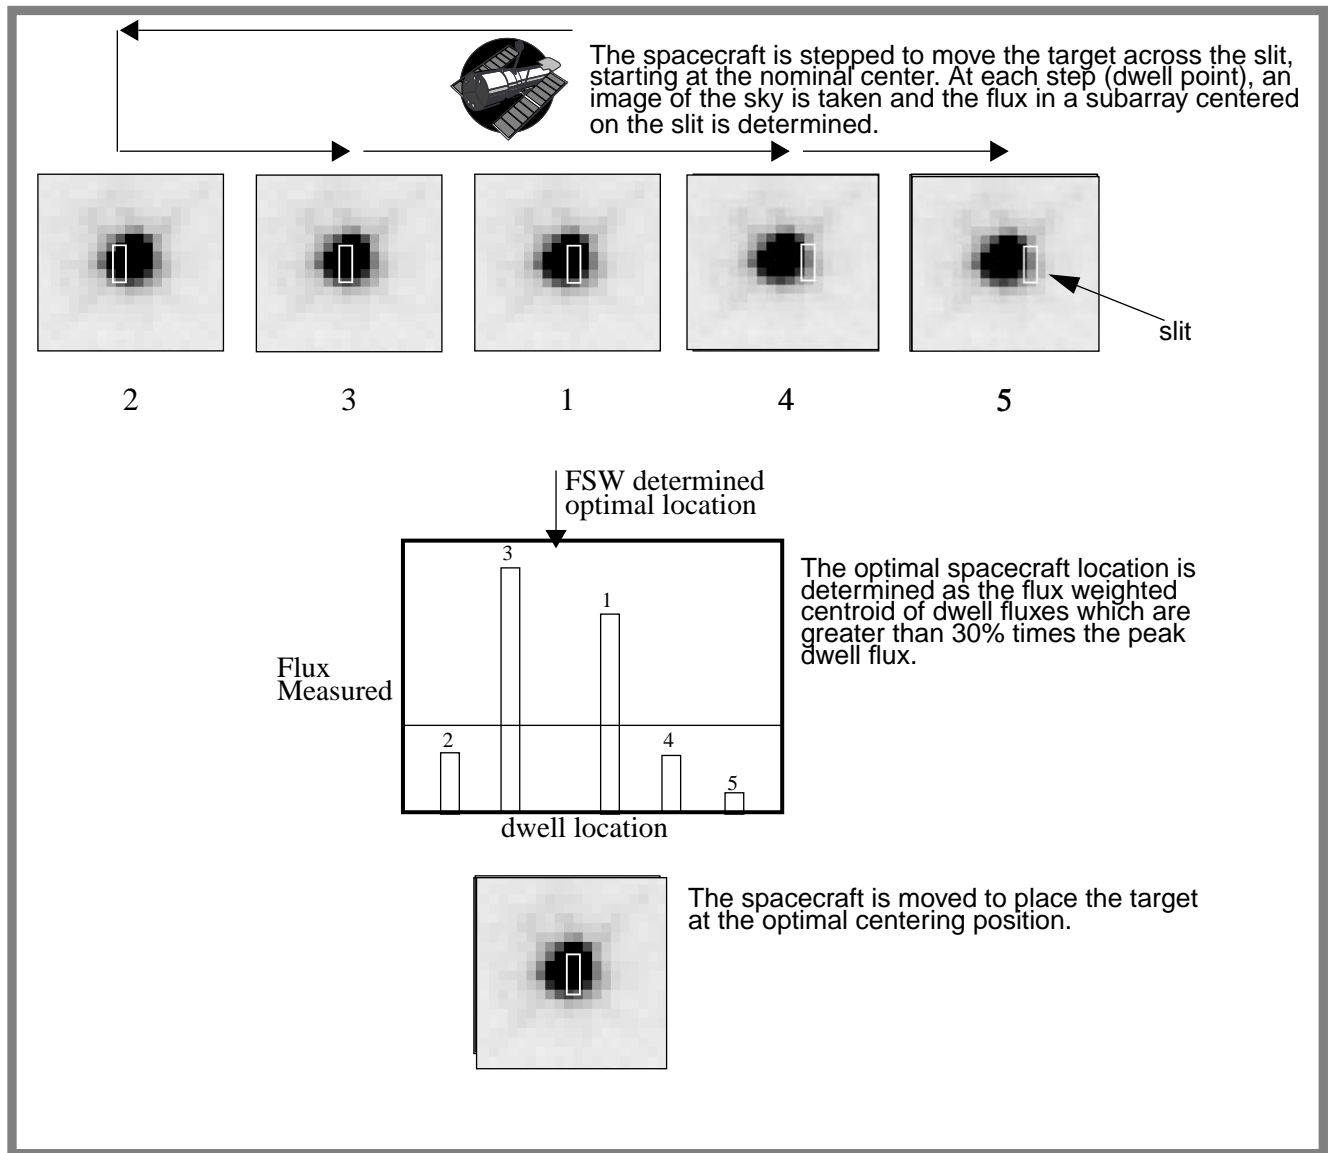 The spacecraft is stepped to move the target across the slit,
starting at the nominal center. At each step (dwell point), an
image of the sky is taken and the flux in a subarray centered
on the slit is determined.
slit
2 3 1 4 5
FSW determined
optimal location
3
1
2
4
5
Flux
Measured
dwell location
The optimal spacecraft location is
determined as the flux weighted
centroid of dwell fluxes which are
greater than 30% times the peak
dwell flux.
The spacecraft is moved to place the target
at the optimal centering position.